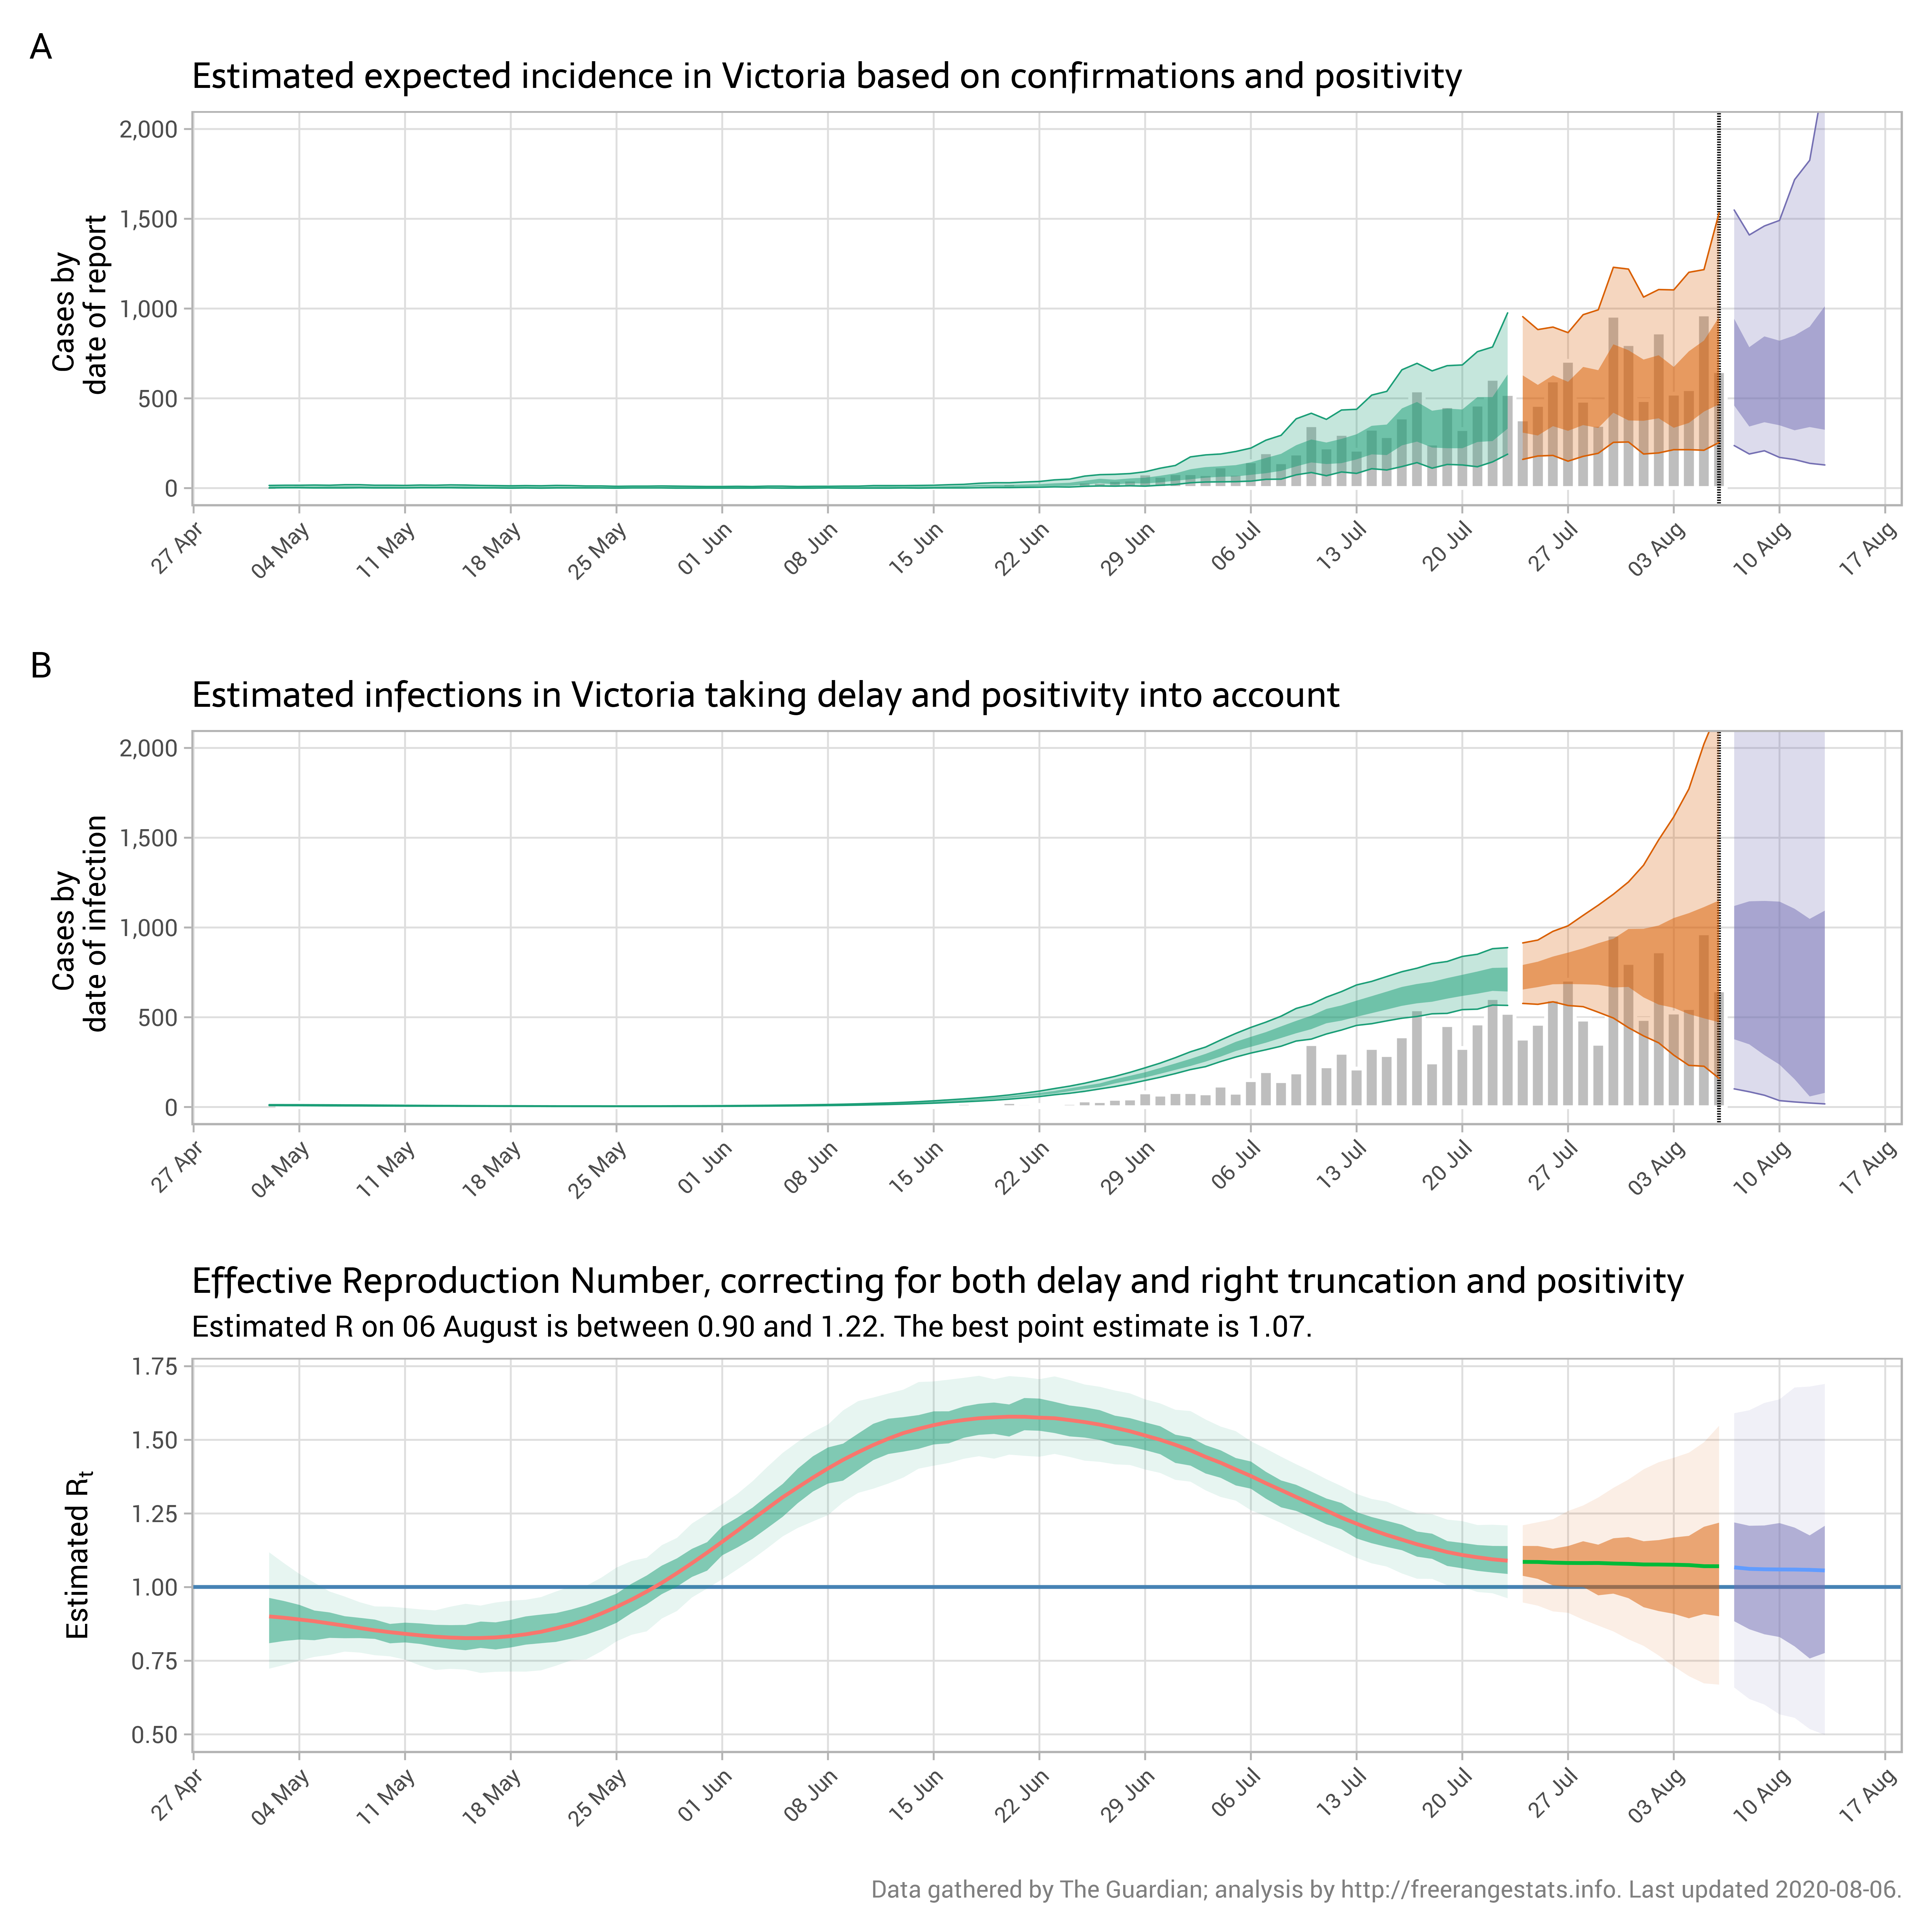 A
Estimated expected incidence in Victoria based on confirmations and positivity
Cases by
date of report
2,000
1,500
1,000
500
0
27 Apr
04 May
11 May
18 May
25 May
01 Jun
08 Jun
15 Jun
22 Jun
29 Jun
06 Jul
13 Jul
20 Jul
27 Jul
03 Aug
10 Aug
17 Aug
B
Estimated infections in Victoria taking delay and positivity into account
Cases by
date of infection
2,000
1,500
1,000
500
0
27 Apr
04 May
11 May
18 May
25 May
01 Jun
08 Jun
15 Jun
22 Jun
29 Jun
06 Jul
13 Jul
20 Jul
27 Jul
03 Aug
10 Aug
17 Aug
Effective Reproduction Number, correcting for both delay and right truncation and positivity
Estimated R on 06 August is between 0.90 and 1.22. The best point estimate is 1.07.
Estimated Rt
1.75
1.50
1.25
1.00
0.75
0.50
27 Apr
04 May
11 May
18 May
25 May
01 Jun
08 Jun
15 Jun
22 Jun
29 Jun
06 Jul
13 Jul
20 Jul
27 Jul
03 Aug
10 Aug
17 Aug
Data gathered by The Guardian; analysis by http://freerangestats.info. Last updated 2020-08-06.